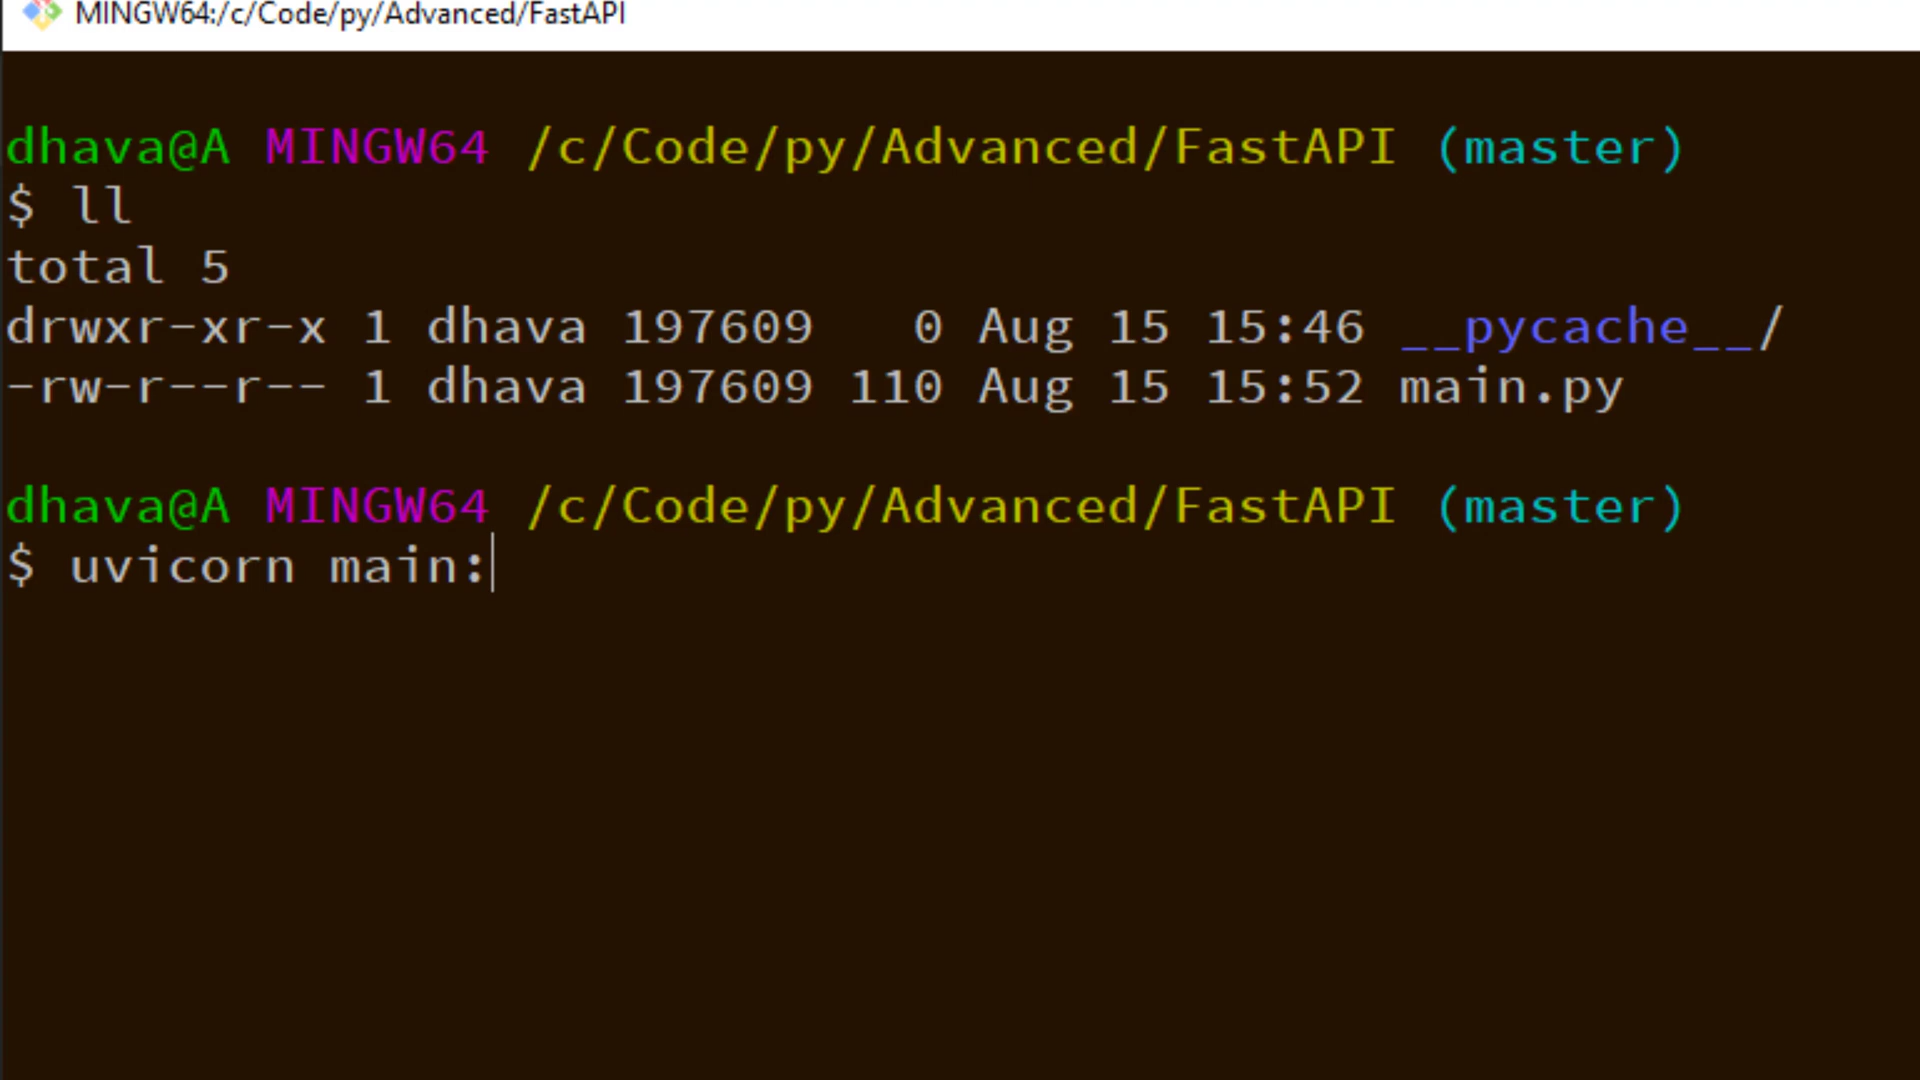 MINGW64:/c/Code/py/Advanced/FastAPI
dhava@A MINGW64 /c/Code/py/Advanced/FastAPI (master)
$ ll
total 5
drwxr-xr-x 1 dhava 197609   0 Aug 15 15:46 __pycache__/
-rw-r--r-- 1 dhava 197609 110 Aug 15 15:52 main.py
dhava@A MINGW64 /c/Code/py/Advanced/FastAPI (master)
$ uvicorn main: